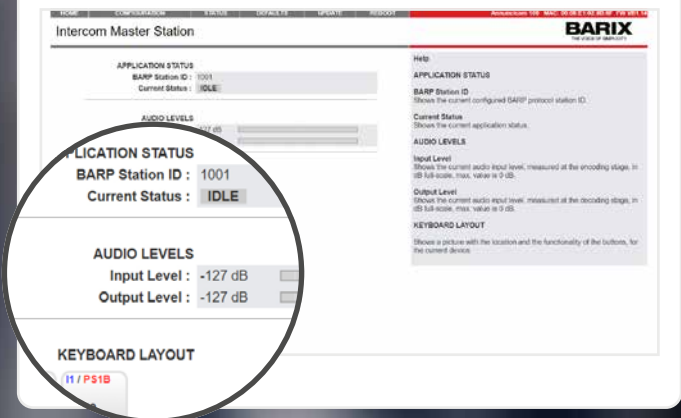 HOME CONFIGURATION STATUS DEFAULTS UPDATE REBOOT
Intercom Master Station
BARIX
APPLICATION STATUS
BARP Station ID : 1001
Current Status : IDLE
AUDIO LEVELS
-127 dB
PLICATION STATUS
BARP Station ID : 1001
Current Status : IDLE
AUDIO LEVELS
Input Level : -127 dB
Output Level : -127 dB
KEYBOARD LAYOUT
I1 / PS1B
Help
APPLICATION STATUS
BARP Station ID
Shows the current configured BARP protocol station ID.
Current Status
Shows the current application status.
AUDIO LEVELS
Input Level
Shows the current audio input level, measured at the encoding stage, in
dB full-scale, max. value is 0 dB.
Output Level
Shows the current audio input level, measured at the decoding stage, in
dB full-scale, max. value is 0 dB.
KEYBOARD LAYOUT
Shows a picture with the location and the functionality of the buttons, for
the current device.